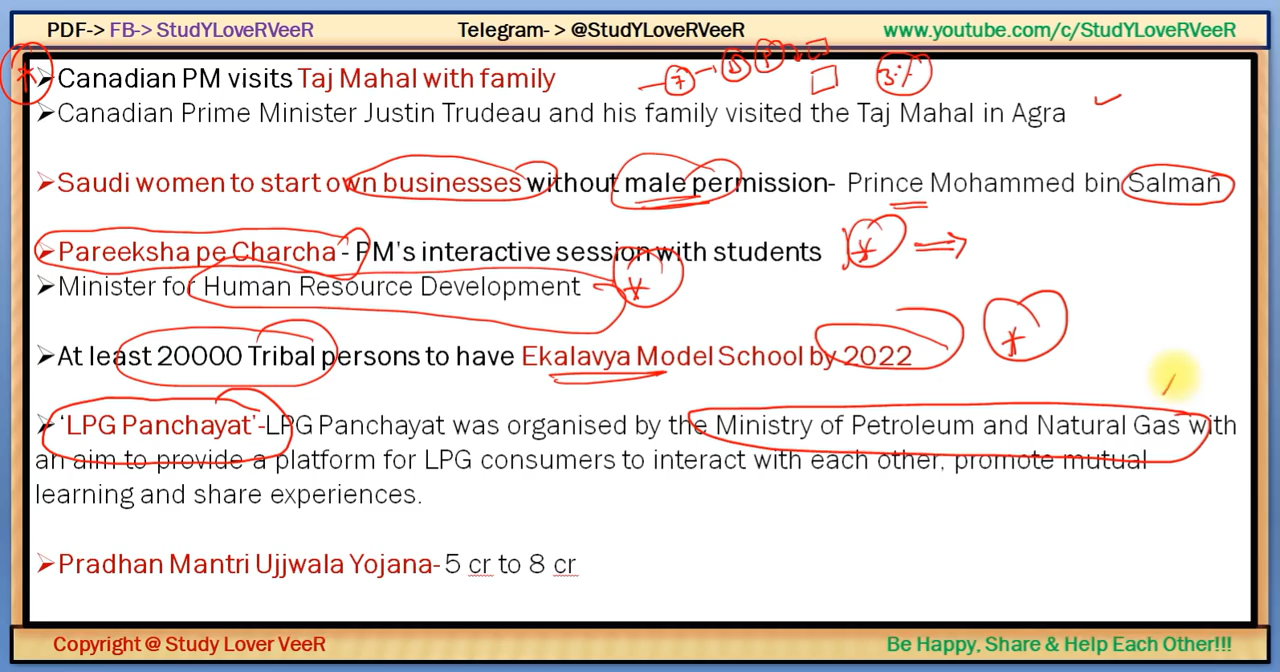 PDF-> FB-> StudYLoveRVeeR Telegram- > @StudYLoveRVeeR www.youtube.com/c/StudYLoveRVeeR
7 3%
➢Canadian PM visits Taj Mahal with family
➢Canadian Prime Minister Justin Trudeau and his family visited the Taj Mahal in Agra
➢Saudi women to start own businesses without male permission- Prince Mohammed bin Salman
➢Pareeksha pe Charcha'- PM's interactive session with students
➢Minister for Human Resource Development
➢At least 20000 Tribal persons to have Ekalavya Model School by 2022
➢‘LPG Panchayat’-LPG Panchayat was organised by the Ministry of Petroleum and Natural Gas with
an aim to provide a platform for LPG consumers to interact with each other, promote mutual
learning and share experiences.
➢Pradhan Mantri Ujjwala Yojana- 5 cr to 8 cr
Copyright @ Study Lover VeeR Be Happy, Share & Help Each Other!!!